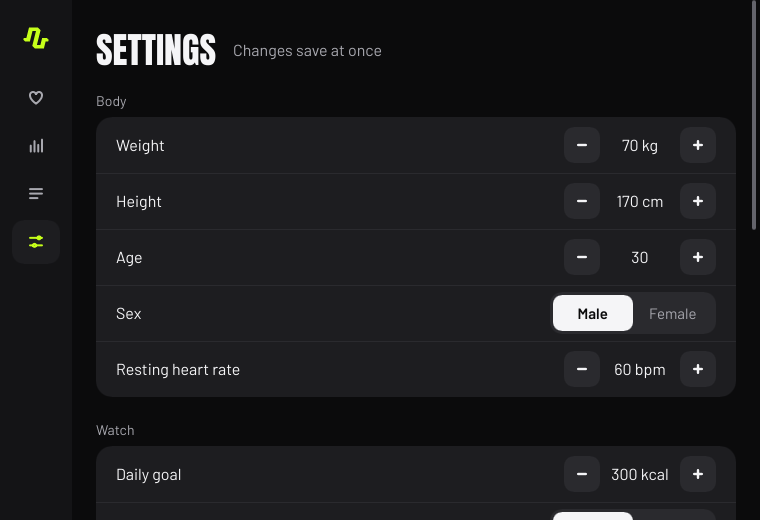 SETTINGS Changes save at once
Body
Weight − 70 kg +
Height − 170 cm +
Age − 30 +
Sex Male Female
Resting heart rate − 60 bpm +
Watch
Daily goal − 300 kcal +